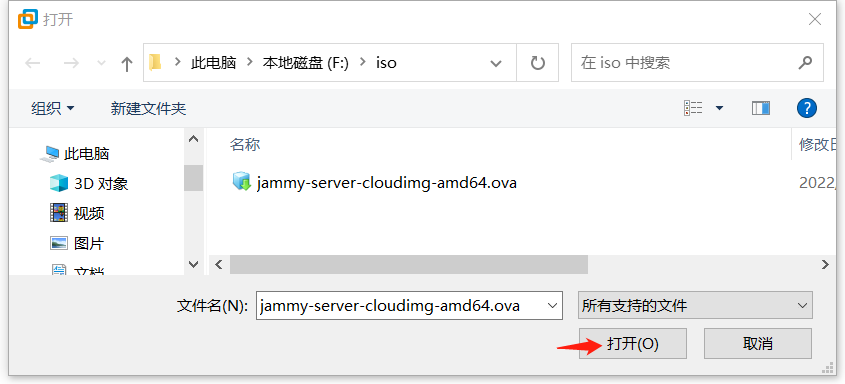 打开
此电脑 本地磁盘 (F:) iso
在 iso 中搜索
组织 新建文件夹
名称 修改日
此电脑
3D 对象
jammy-server-cloudimg-amd64.ova 2022
视频
图片
文档
文件名(N): jammy-server-cloudimg-amd64.ova 所有支持的文件
打开(O) 取消